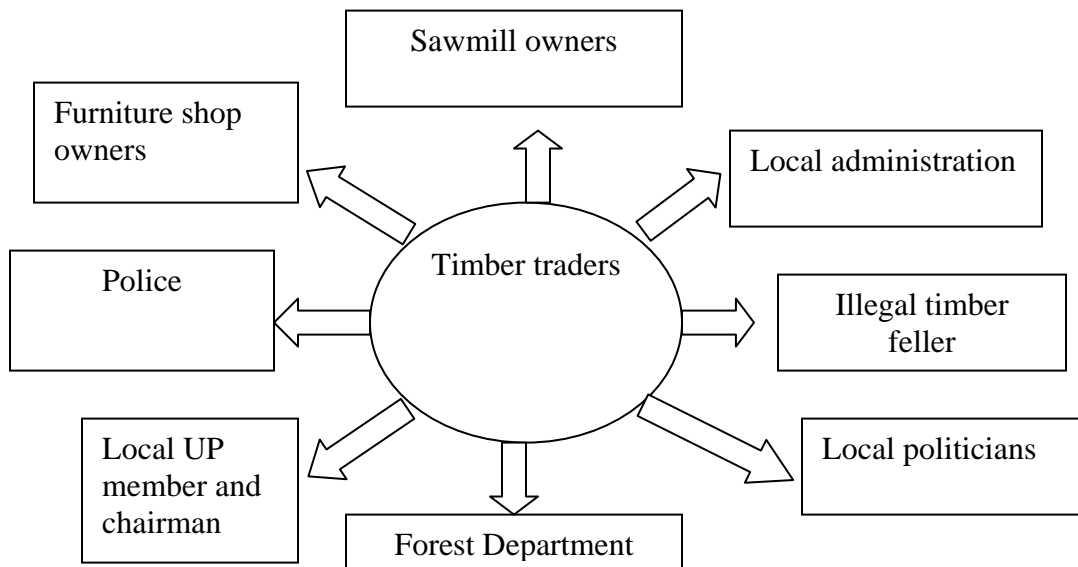 Sawmill owners
Furniture shop
owners
Local administration
Timber traders
Police
Illegal timber
feller
Local UP
member and
chairman
Local politicians
Forest Department